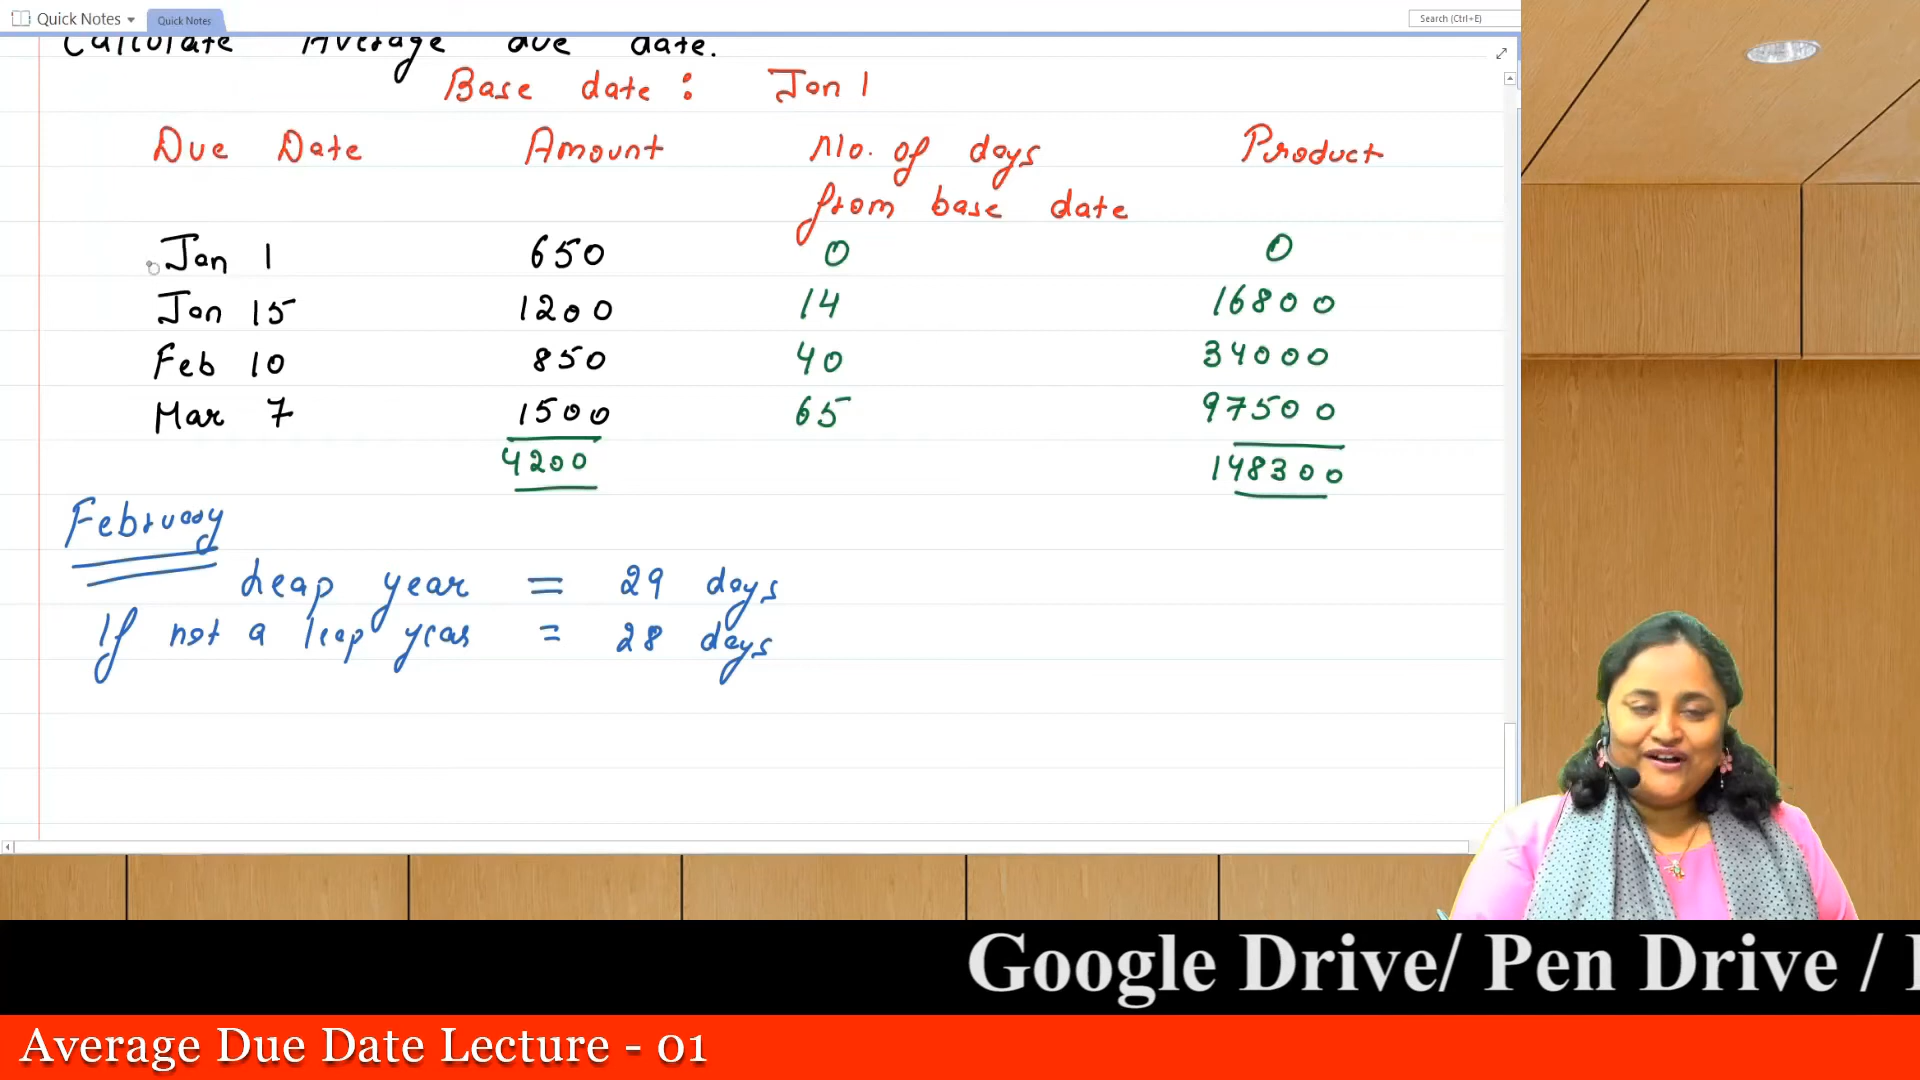 Quick Notes
Quick Notes
Search (Ctrl+E)
Calculate Average due date.
Base date : Jan 1
Due Date Amount No. of days from base date Product
Jan 1 650 0 0
Jan 15 1200 14 16800
Feb 10 850 40 34000
Mar 7 1500 65 97500
4200 148300
February
Leap year = 29 days
If not a leap year = 28 days
Google Drive/ Pen Drive /
Average Due Date Lecture - 01